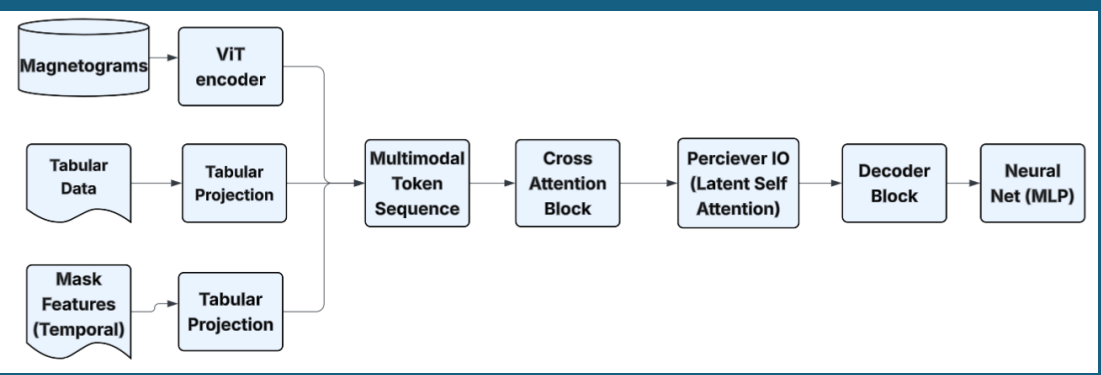 Magnetograms
ViT
encoder
Tabular
Data
Tabular
Projection
Mask
Features
(Temporal)
Tabular
Projection
Multimodal
Token
Sequence
Cross
Attention
Block
Perciever IO
(Latent Self
Attention)
Decoder
Block
Neural
Net (MLP)